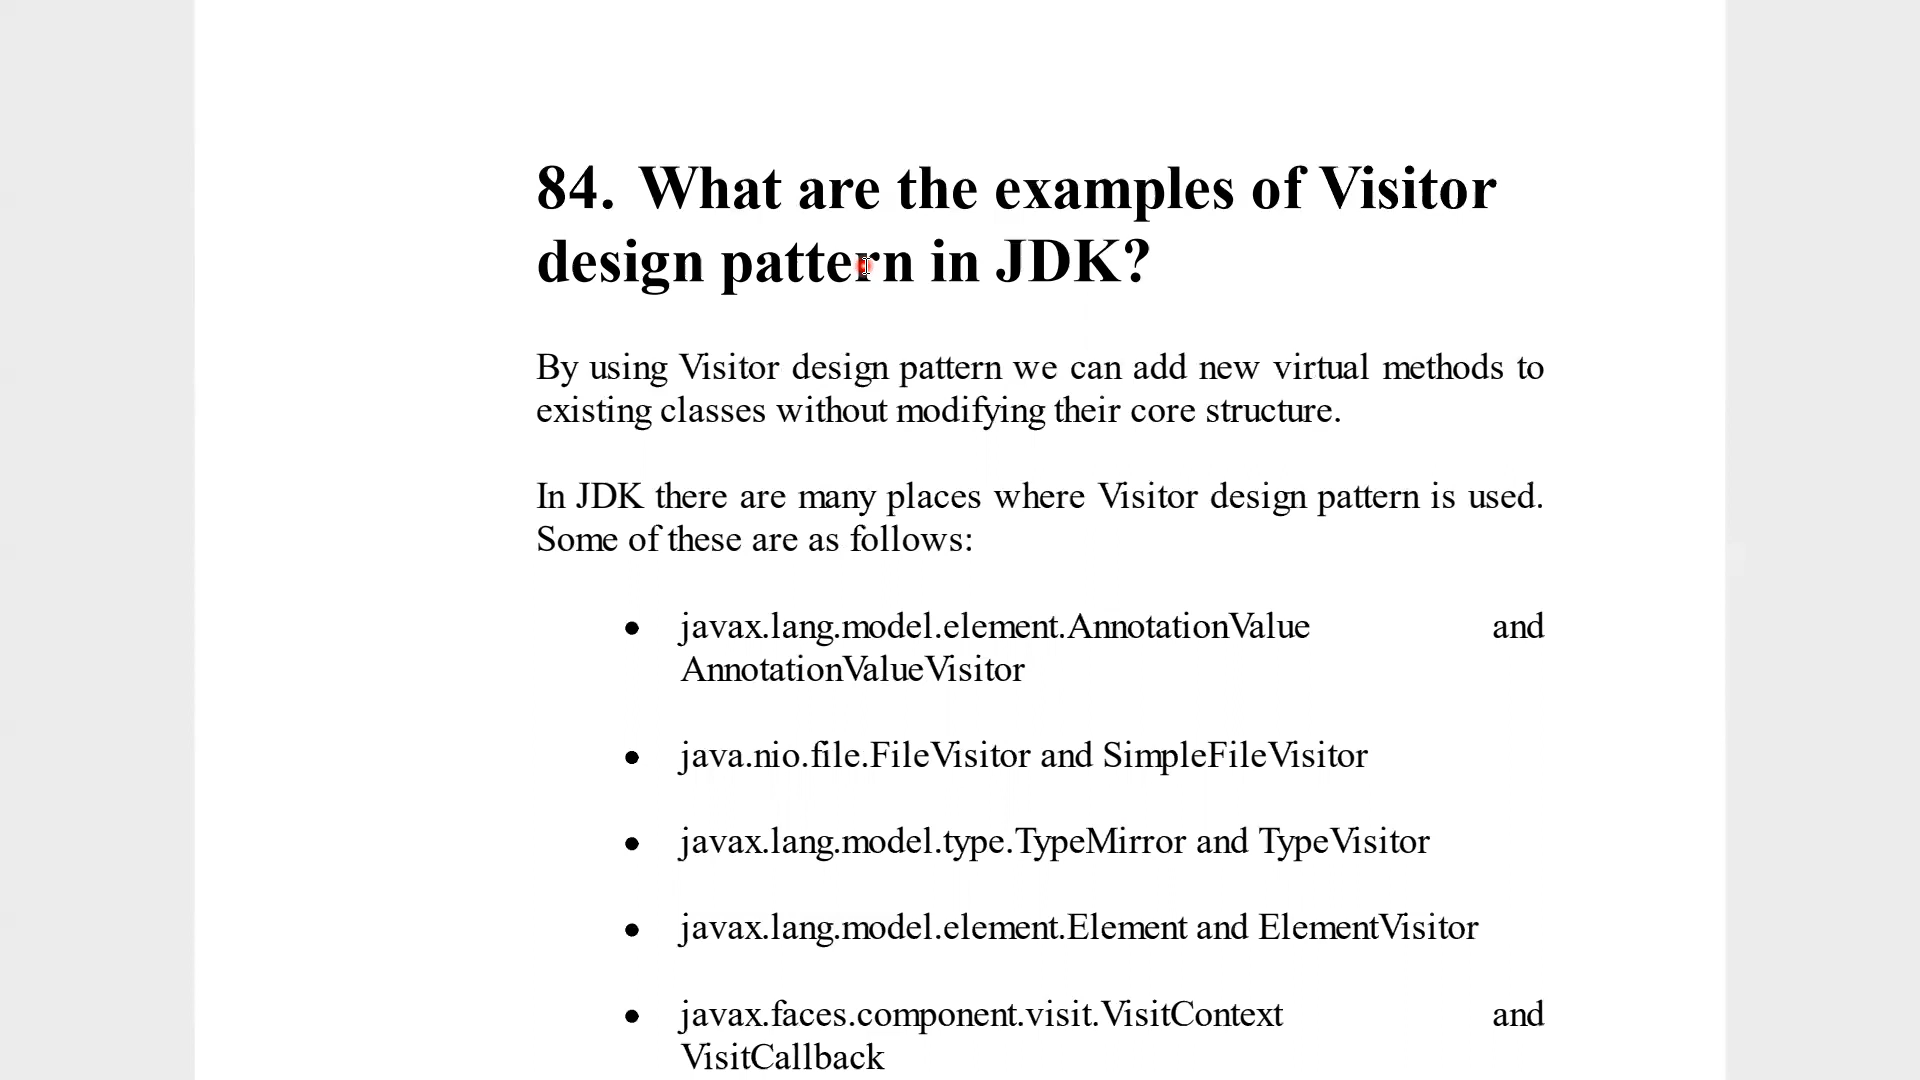 84. What are the examples of Visitor
design pattern in JDK?
By using Visitor design pattern we can add new virtual methods to
existing classes without modifying their core structure.
In JDK there are many places where Visitor design pattern is used.
Some of these are as follows:
• javax.lang.model.element.AnnotationValue and
AnnotationValueVisitor
• java.nio.file.FileVisitor and SimpleFileVisitor
• javax.lang.model.type.TypeMirror and TypeVisitor
• javax.lang.model.element.Element and ElementVisitor
• javax.faces.component.visit.VisitContext and
VisitCallback